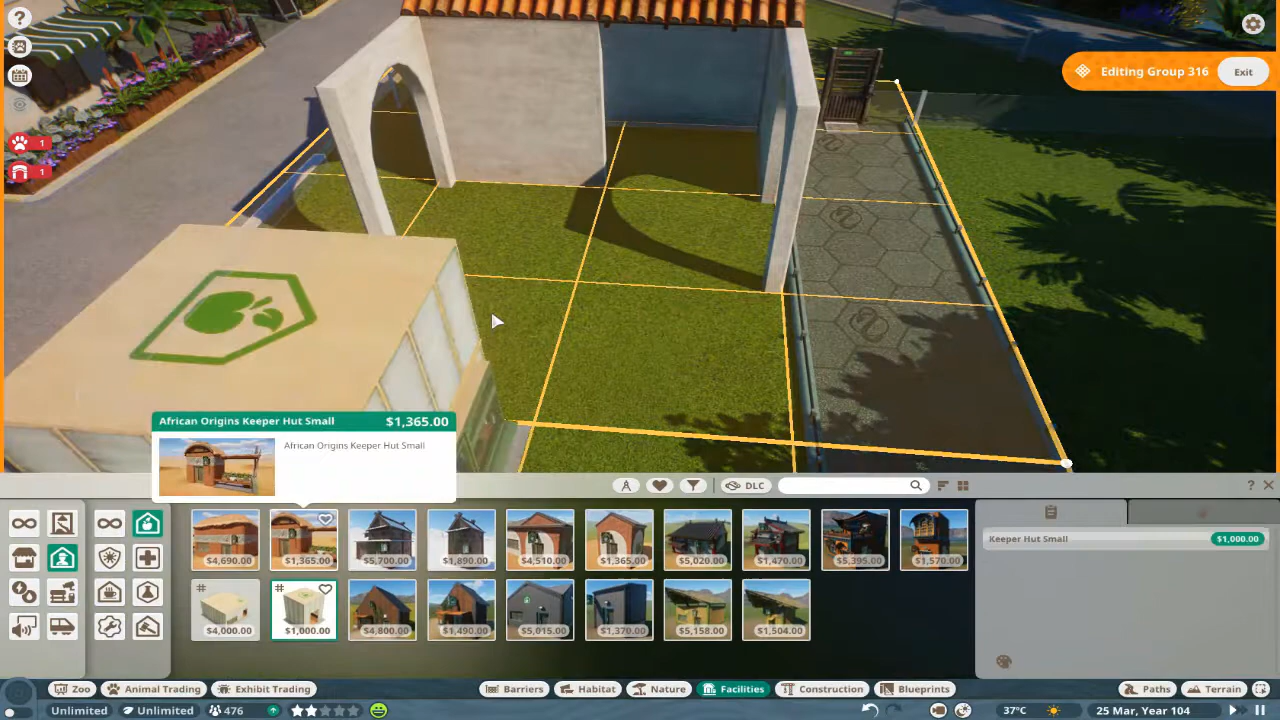 ?
Editing Group 316 Exit
1
1
African Origins Keeper Hut Small $1,365.00
African Origins Keeper Hut Small
DLC
? ×
$4,690.00 $1,365.00 $5,700.00 $1,890.00 $4,510.00 $1,365.00 $5,020.00 $1,470.00 $5,395.00 $1,570.00
Keeper Hut Small $1,000.00
# $4,000.00 # $1,000.00 $4,800.00 $1,490.00 $5,015.00 $1,370.00 $5,158.00 $1,504.00
Zoo Animal Trading Exhibit Trading Barriers Habitat Nature Facilities Construction Blueprints Paths Terrain
Unlimited Unlimited 476 37°C 25 Mar, Year 104